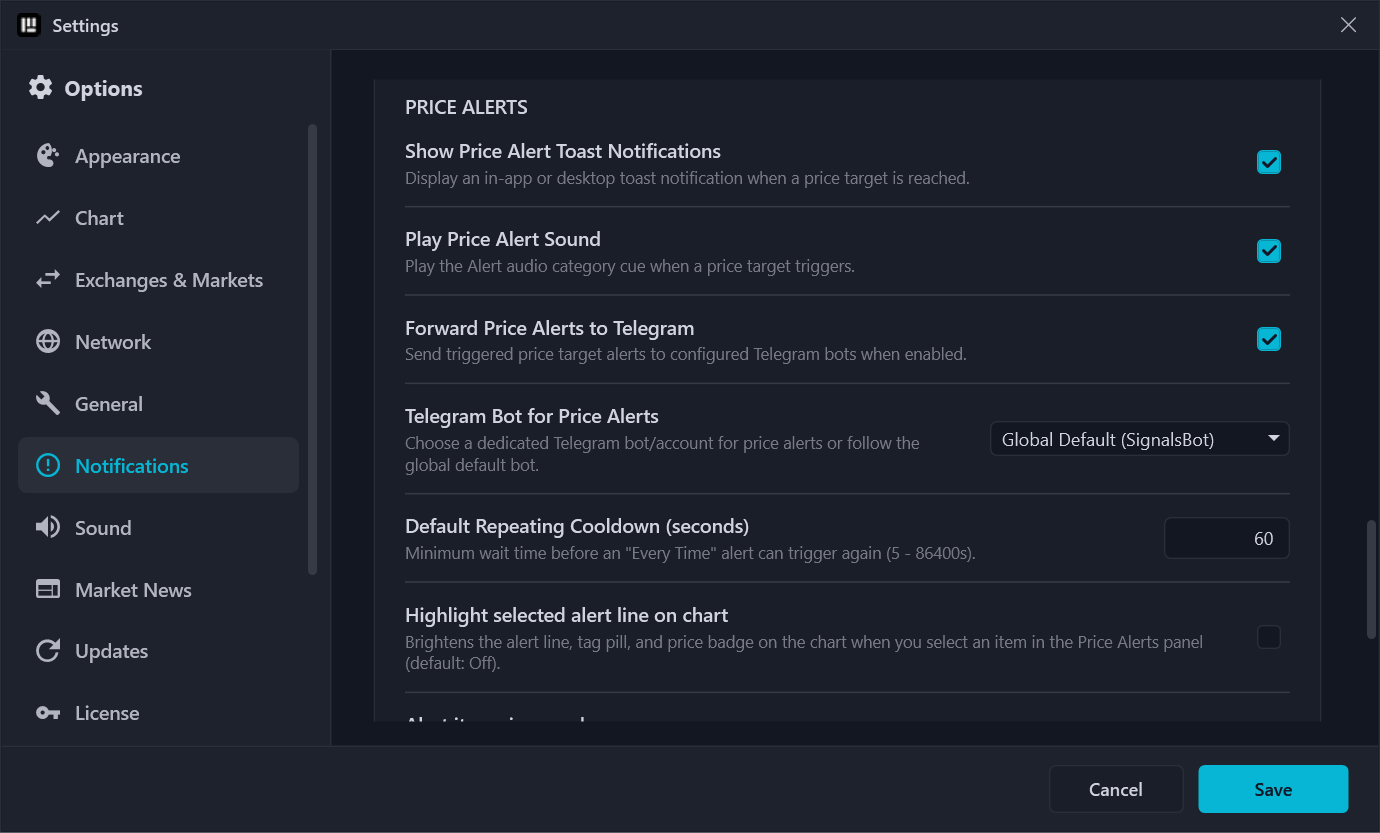 Settings
Options
Appearance
Chart
Exchanges & Markets
Network
General
Notifications
Sound
Market News
Updates
License
PRICE ALERTS
Show Price Alert Toast Notifications
Display an in-app or desktop toast notification when a price target is reached.
Play Price Alert Sound
Play the Alert audio category cue when a price target triggers.
Forward Price Alerts to Telegram
Send triggered price target alerts to configured Telegram bots when enabled.
Telegram Bot for Price Alerts
Choose a dedicated Telegram bot/account for price alerts or follow the
global default bot.
Global Default (SignalsBot)
Default Repeating Cooldown (seconds)
Minimum wait time before an "Every Time" alert can trigger again (5 - 86400s).
60
Highlight selected alert line on chart
Brightens the alert line, tag pill, and price badge on the chart when you select an item in the Price Alerts panel
(default: Off).
Cancel
Save